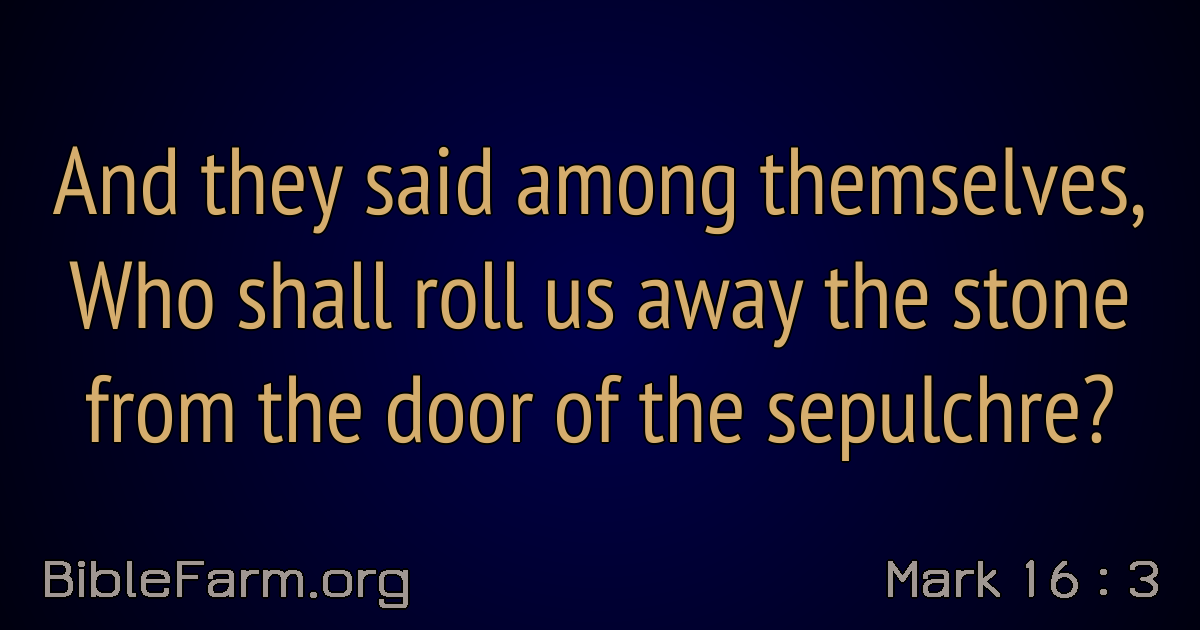 And they said among themselves,
Who shall roll us away the stone
from the door of the sepulchre?
BibleFarm.org
Mark 16 : 3